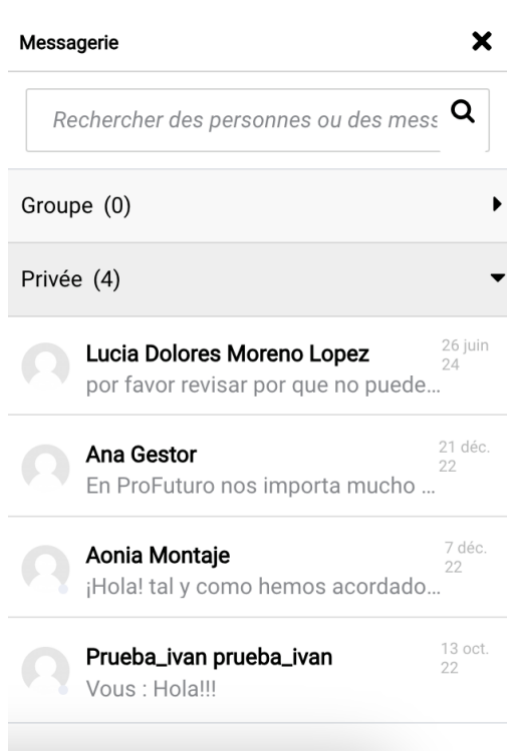 Messagerie
Rechercher des personnes ou des mess
Groupe (0)
Privée (4)
Lucia Dolores Moreno Lopez
26 juin
24
por favor revisar por que no puede...
Ana Gestor
21 déc.
22
En ProFuturo nos importa mucho ...
Aonia Montaje
7 déc.
22
¡Hola! tal y como hemos acordado...
Prueba_ivan prueba_ivan
13 oct.
22
Vous : Hola!!!